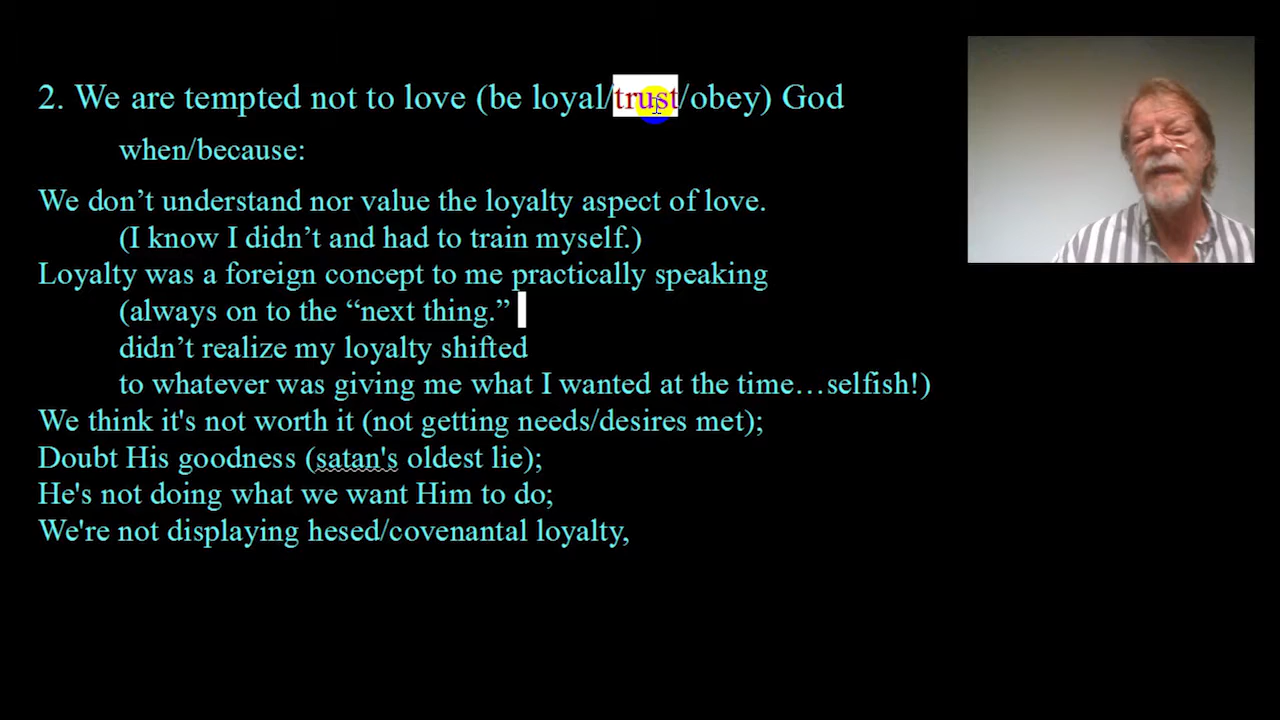 2. We are tempted not to love (be loyal/trust/obey) God
when/because:
We don’t understand nor value the loyalty aspect of love.
(I know I didn’t and had to train myself.)
Loyalty was a foreign concept to me practically speaking
(always on to the “next thing.”
didn’t realize my loyalty shifted
to whatever was giving me what I wanted at the time…selfish!)
We think it's not worth it (not getting needs/desires met);
Doubt His goodness (satan's oldest lie);
He's not doing what we want Him to do;
We're not displaying hesed/covenantal loyalty,